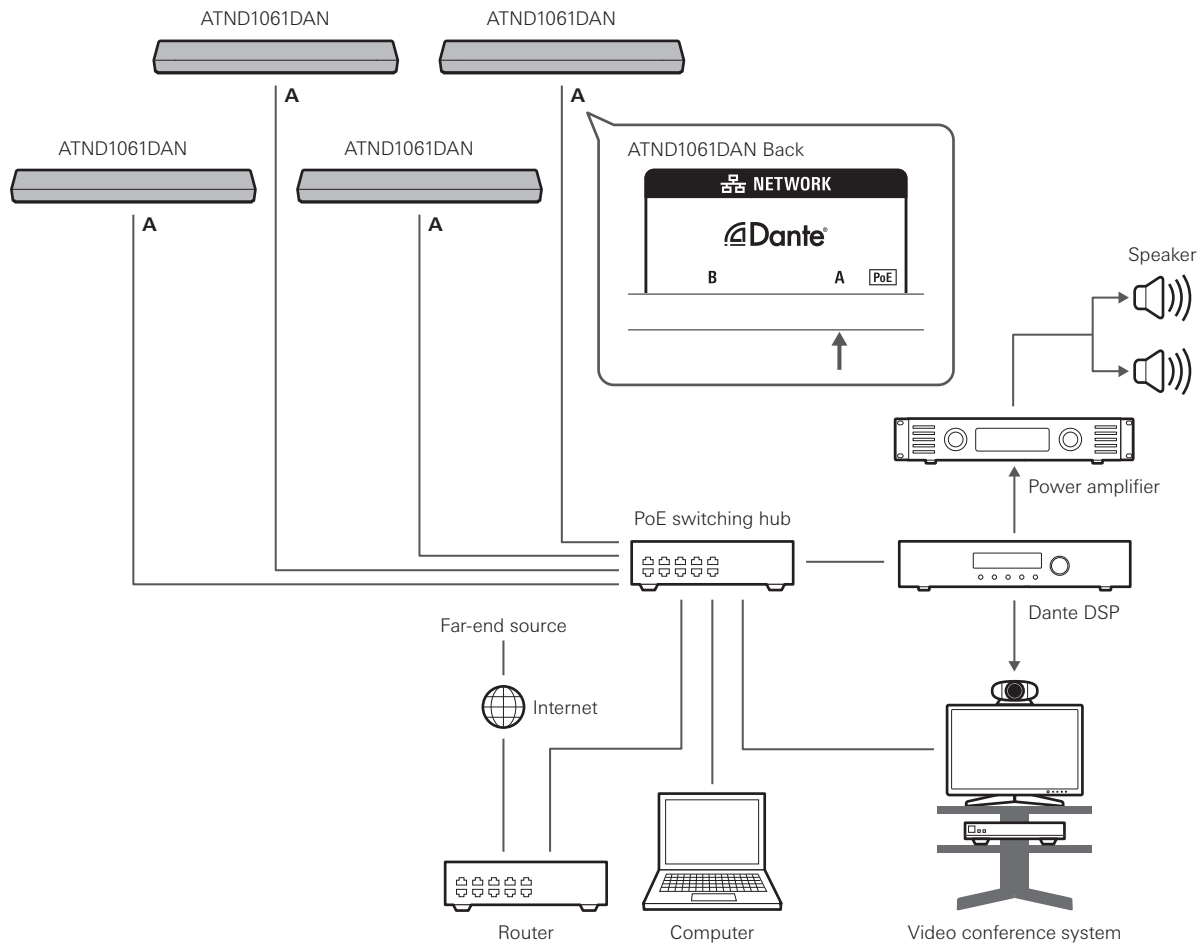 ATND1061DAN
ATND1061DAN
A
A
ATND1061DAN
ATND1061DAN
A
A
ATND1061DAN Back
NETWORK
Dante®
B
A
PoE
Speaker
Power amplifier
PoE switching hub
Dante DSP
Far-end source
Internet
Router
Computer
Video conference system